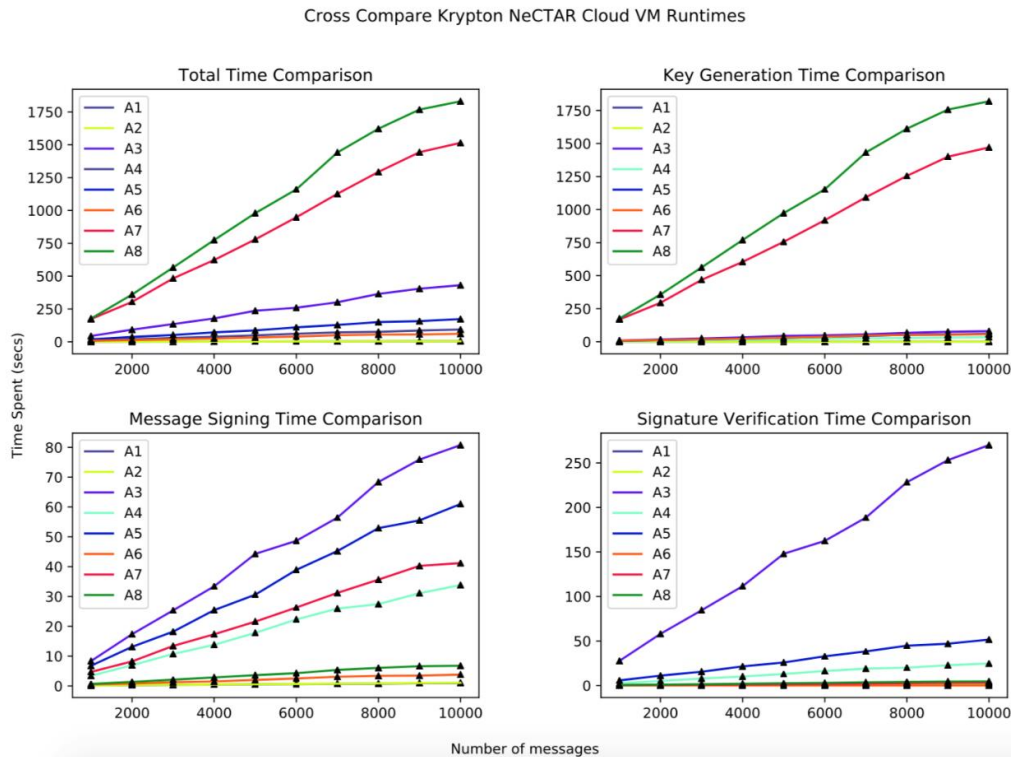 Cross Compare Krypton NeCTAR Cloud VM Runtimes
Total Time Comparison
1750
1500
1250
1000
750
500
250
0
A1
A2
A3
A4
A5
A6
A7
A8
2000 4000 6000 8000 10000
Key Generation Time Comparison
1750
1500
1250
1000
750
500
250
0
A1
A2
A3
A4
A5
A6
A7
A8
2000 4000 6000 8000 10000
Time Spent (secs)
Message Signing Time Comparison
80
70
60
50
40
30
20
10
0
A1
A2
A3
A4
A5
A6
A7
A8
2000 4000 6000 8000 10000
Signature Verification Time Comparison
250
200
150
100
50
0
A1
A2
A3
A4
A5
A6
A7
A8
2000 4000 6000 8000 10000
Number of messages